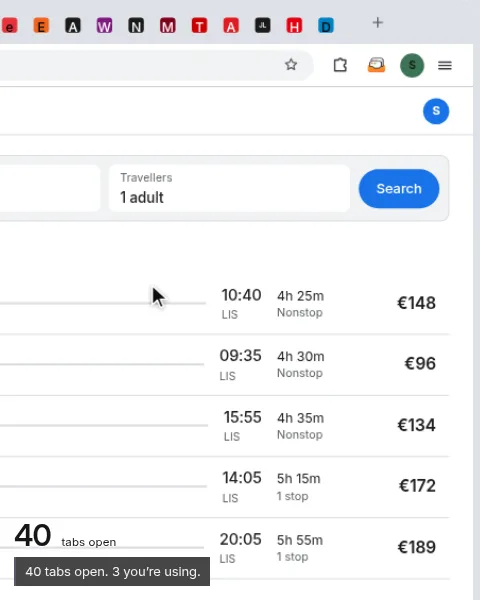 e E A W N M T A JL H D
S
S
Travellers
1 adult
Search
10:40 4h 25m €148
LIS Nonstop
09:35 4h 30m €96
LIS Nonstop
15:55 4h 35m €134
LIS Nonstop
14:05 5h 15m €172
LIS 1 stop
20:05 5h 55m €189
LIS 1 stop
40 tabs open
40 tabs open. 3 you’re using.